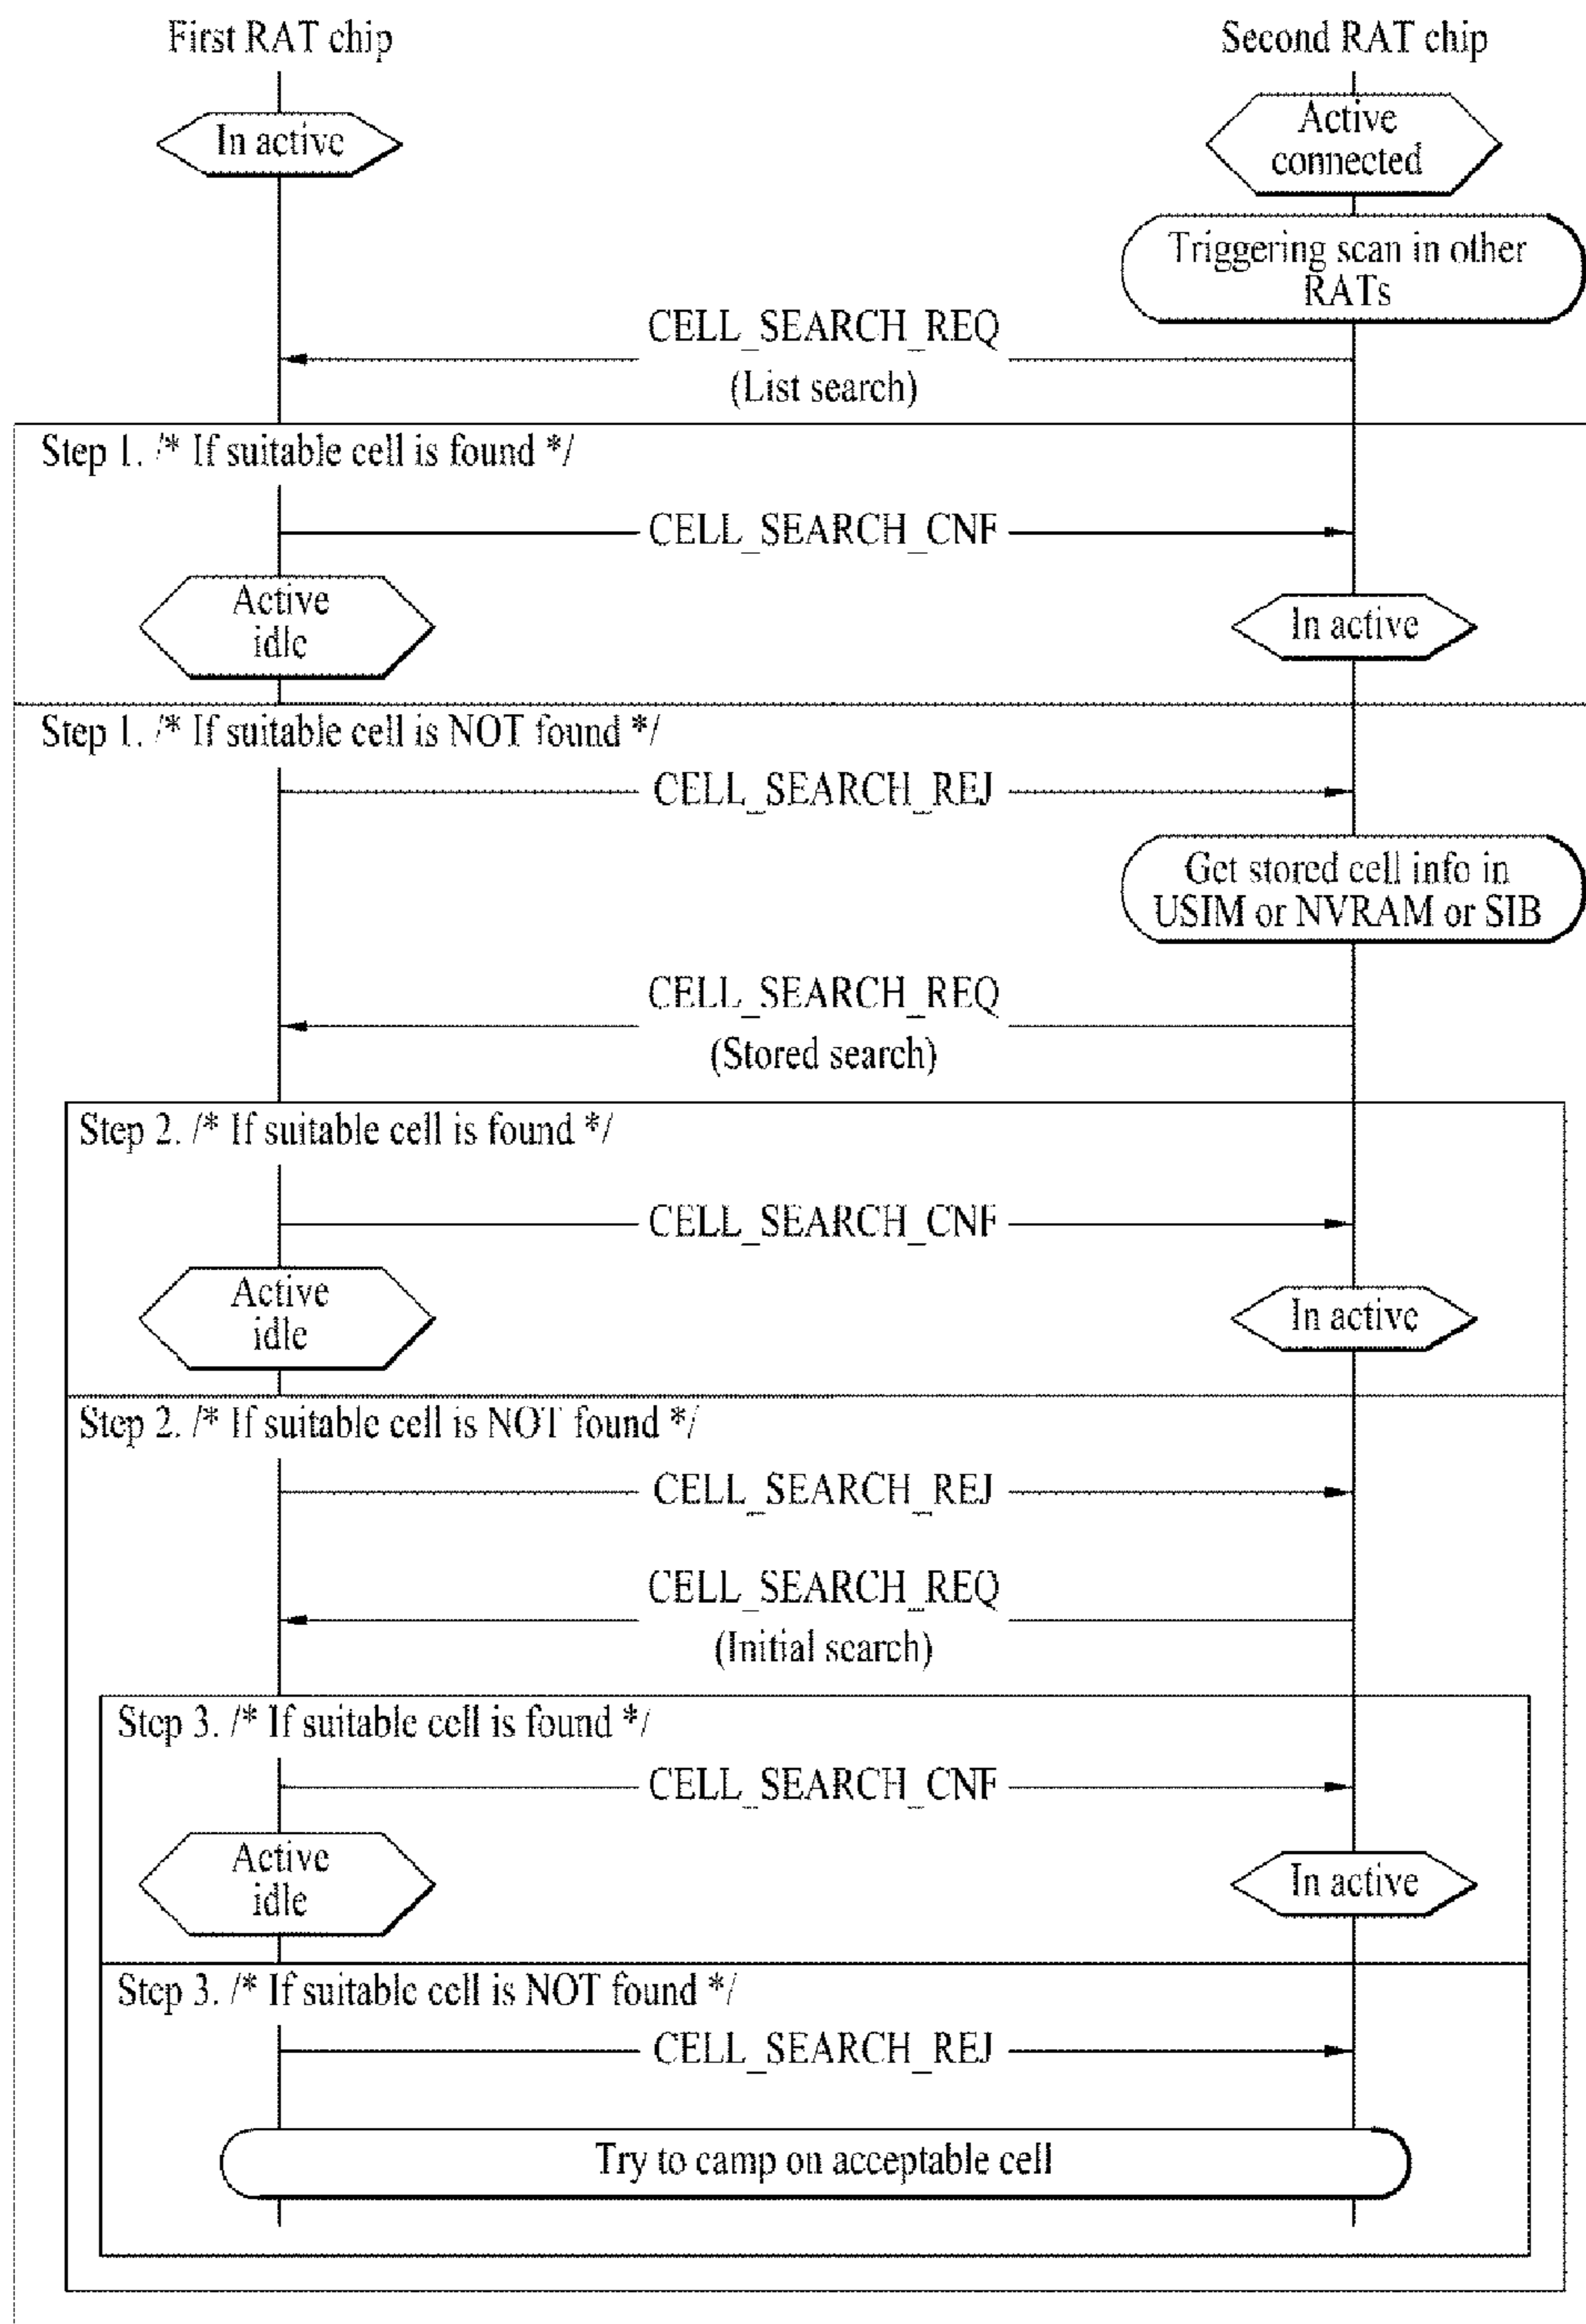 First RAT chip
Second RAT chip
In active
Active
connected
Triggering scan in other
RATs
CELL_SEARCH_REQ
(List search)
Step 1. /* If suitable cell is found */
CELL_SEARCH_CNF
Active
idle
In active
Step 1. /* If suitable cell is NOT found */
CELL_SEARCH_REJ
Get stored cell info in
USIM or NVRAM or SIB
CELL_SEARCH_REQ
(Stored search)
Step 2. /* If suitable cell is found */
CELL_SEARCH_CNF
Active
idle
In active
Step 2. /* If suitable cell is NOT found */
CELL_SEARCH_REJ
CELL_SEARCH_REQ
(Initial search)
Step 3. /* If suitable cell is found */
CELL_SEARCH_CNF
Active
idle
In active
Step 3. /* If suitable cell is NOT found */
CELL_SEARCH_REJ
Try to camp on acceptable cell